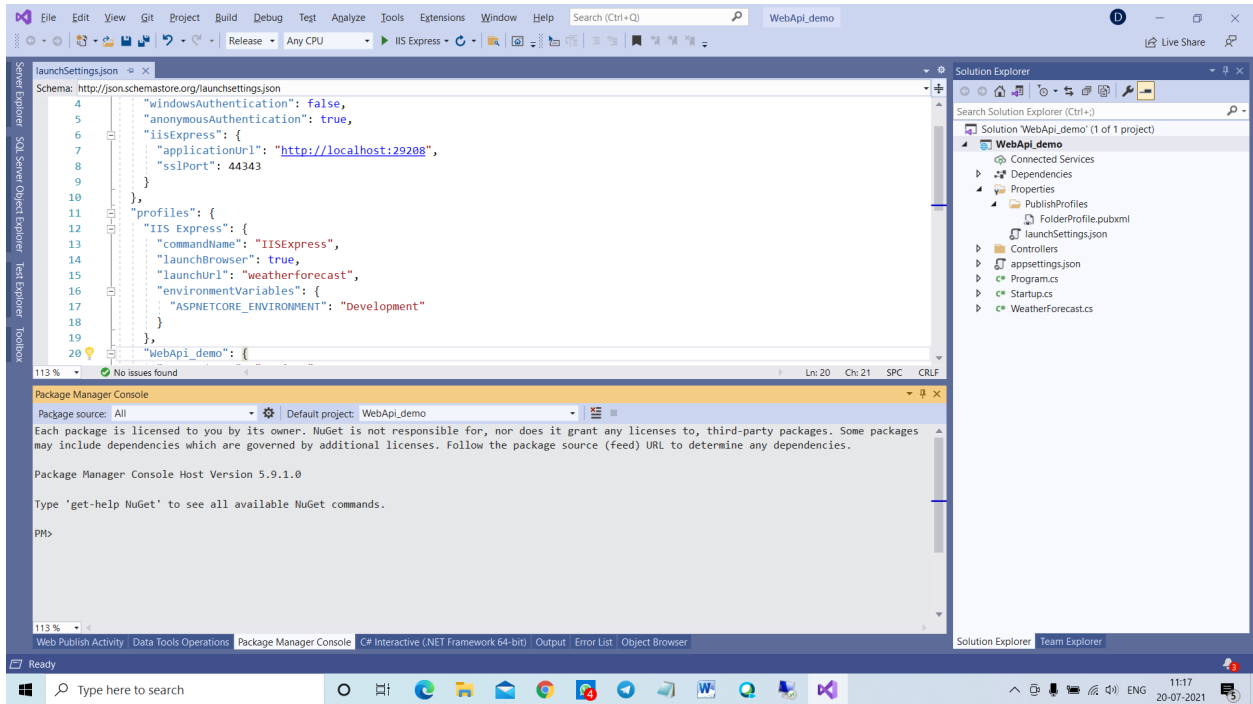 File Edit View Git Project Build Debug Test Analyze Tools Extensions Window Help Search (Ctrl+Q) WebApi_demo D
Release Any CPU IIS Express Live Share
Server Explorer
SQL Server Object Explorer
Test Explorer
Toolbox
launchSettings.json
Schema: http://json.schemastore.org/launchsettings.json
4 "windowsAuthentication": false,
5 "anonymousAuthentication": true,
6 "iisExpress": {
7 "applicationUrl": "http://localhost:29208",
8 "sslPort": 44343
9 }
10 },
11 "profiles": {
12 "IIS Express": {
13 "commandName": "IISExpress",
14 "launchBrowser": true,
15 "launchUrl": "weatherforecast",
16 "environmentVariables": {
17 "ASPNETCORE_ENVIRONMENT": "Development"
18 }
19 },
20 "WebApi_demo": {
113 % No issues found Ln: 20 Ch: 21 SPC CRLF
Package Manager Console
Package source: All Default project: WebApi_demo
Each package is licensed to you by its owner. NuGet is not responsible for, nor does it grant any licenses to, third-party packages. Some packages
may include dependencies which are governed by additional licenses. Follow the package source (feed) URL to determine any dependencies.
Package Manager Console Host Version 5.9.1.0
Type 'get-help NuGet' to see all available NuGet commands.
PM>
113 %
Web Publish Activity Data Tools Operations Package Manager Console C# Interactive (.NET Framework 64-bit) Output Error List Object Browser
Solution Explorer
Search Solution Explorer (Ctrl+;)
Solution 'WebApi_demo' (1 of 1 project)
WebApi_demo
Connected Services
Dependencies
Properties
PublishProfiles
FolderProfile.pubxml
launchSettings.json
Controllers
appsettings.json
C# Program.cs
C# Startup.cs
C# WeatherForecast.cs
Solution Explorer Team Explorer
Ready 3
Type here to search 4 ENG 11:17
20-07-2021 5